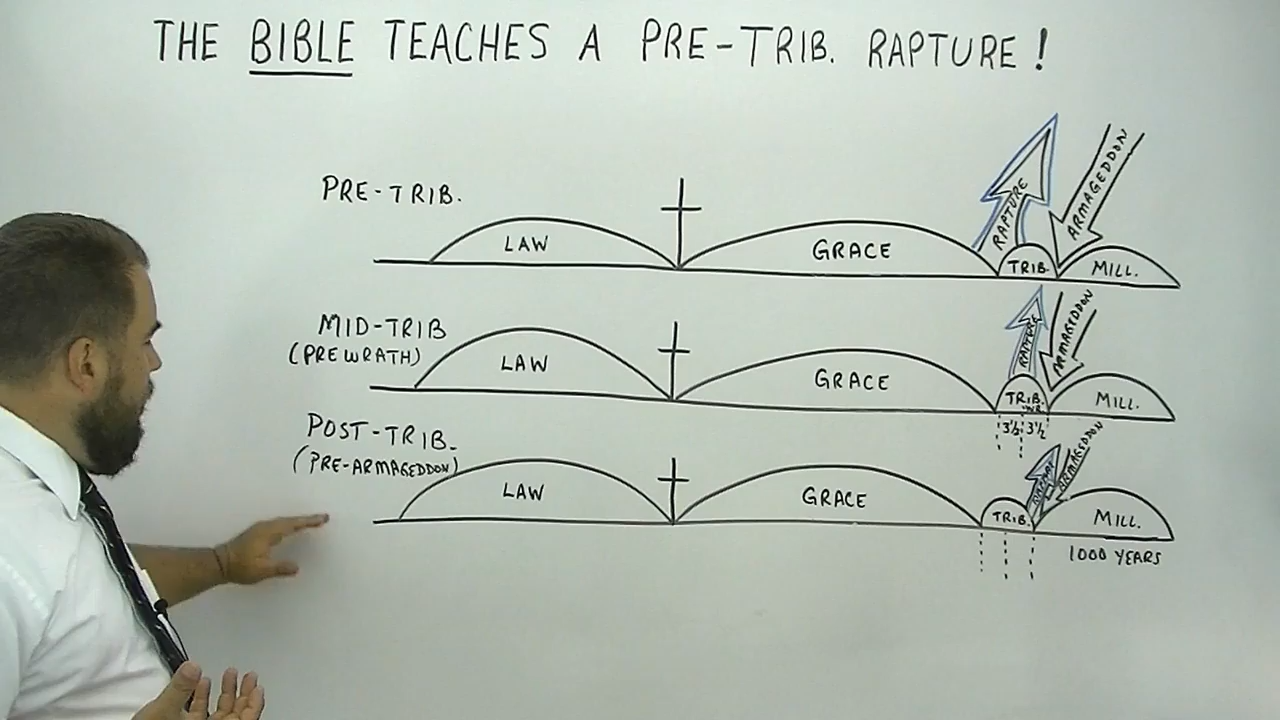 THE BIBLE TEACHES A PRE-TRIB. RAPTURE!
PRE-TRIB.
LAW
GRACE
RAPTURE
TRIB.
ARMAGEDDON
MILL.
MID-TRIB
(PREWRATH)
LAW
GRACE
RAPTURE
TRIB.
ARMAGEDDON
MILL.
3½ 3½
POST-TRIB.
(PRE-ARMAGEDDON)
LAW
GRACE
TRIB.
RAPTURE
ARMAGEDDON
MILL.
1000 YEARS